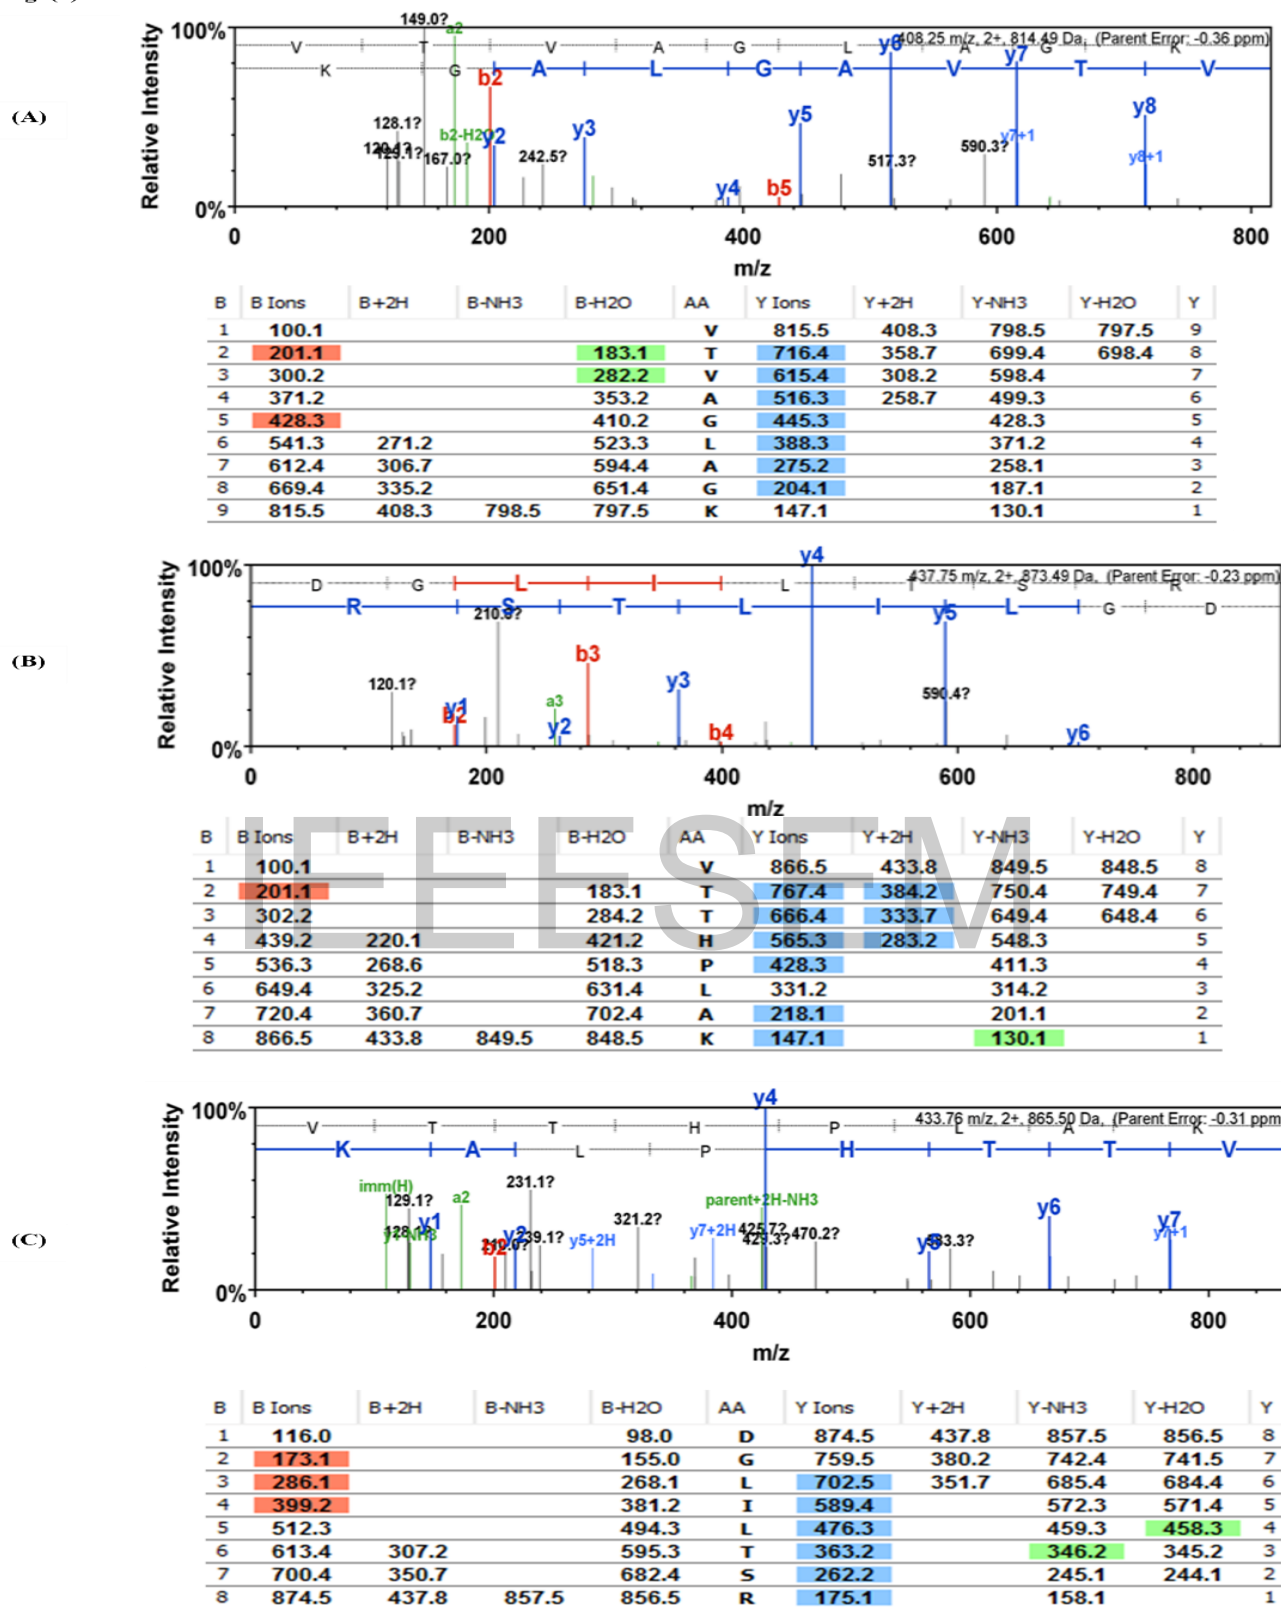 149.0?
100%
a2
V T V A G L A G K
408.25 m/z, 2+, 814.49 Da, (Parent Error: -0.36 ppm)
y6
y7
K G A L G A V T V
b2
(A)
Relative Intensity
128.1?
b2-H2O
y2
y3
y5
y8
y7+1
129.1?
167.0?
242.5?
517.3?
590.3?
y8+1
y4
b5
0%
0 200 400 600 800
m/z
B B Ions B+2H B-NH3 B-H2O AA Y Ions Y+2H Y-NH3 Y-H2O Y
1 100.1 V 815.5 408.3 798.5 797.5 9
2 201.1 183.1 T 716.4 358.7 699.4 698.4 8
3 300.2 282.2 V 615.4 308.2 598.4 7
4 371.2 353.2 A 516.3 258.7 499.3 6
5 428.3 410.2 G 445.3 428.3 5
6 541.3 271.2 523.3 L 388.3 371.2 4
7 612.4 306.7 594.4 A 275.2 258.1 3
8 669.4 335.2 651.4 G 204.1 187.1 2
9 815.5 408.3 798.5 797.5 K 147.1 130.1 1
y4
100%
D G L I L T S R
437.75 m/z, 2+, 873.49 Da, (Parent Error: -0.23 ppm)
R S T L I L G D
210.0?
y5
(B)
Relative Intensity
b3
120.1?
y3
590.4?
a3
y1
b2
y2
b4
y6
0%
0 200 400 600 800
m/z
IEEESEM
B B Ions B+2H B-NH3 B-H2O AA Y Ions Y+2H Y-NH3 Y-H2O Y
1 100.1 V 866.5 433.8 849.5 848.5 8
2 201.1 183.1 T 767.4 384.2 750.4 749.4 7
3 302.2 284.2 T 666.4 333.7 649.4 648.4 6
4 439.2 220.1 421.2 H 565.3 283.2 548.3 5
5 536.3 268.6 518.3 P 428.3 411.3 4
6 649.4 325.2 631.4 L 331.2 314.2 3
7 720.4 360.7 702.4 A 218.1 201.1 2
8 866.5 433.8 849.5 848.5 K 147.1 130.1 1
y4
100%
V T T H P L A K
433.76 m/z, 2+, 865.50 Da, (Parent Error: -0.31 ppm
K A L P H T T V
(C)
Relative Intensity
imm(H)
129.1?
a2
231.1?
parent+2H-NH3
y6
y1
321.2?
y7+2H
425.7?
y7
y1-NH3
y2
239.1?
y5+2H
429.3?
470.2?
y7+1
b2
y5
583.3?
0%
0 200 400 600 800
m/z
B B Ions B+2H B-NH3 B-H2O AA Y Ions Y+2H Y-NH3 Y-H2O Y
1 116.0 98.0 D 874.5 437.8 857.5 856.5 8
2 173.1 155.0 G 759.5 380.2 742.4 741.5 7
3 286.1 268.1 L 702.5 351.7 685.4 684.4 6
4 399.2 381.2 I 589.4 572.3 571.4 5
5 512.3 494.3 L 476.3 459.3 458.3 4
6 613.4 307.2 595.3 T 363.2 346.2 345.2 3
7 700.4 350.7 682.4 S 262.2 245.1 244.1 2
8 874.5 437.8 857.5 856.5 R 175.1 158.1 1